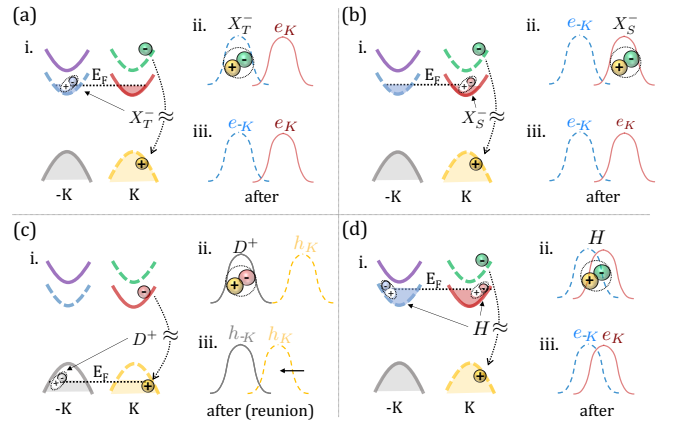 (a)
i.
E_F
X_T^-
-K
K
ii.
X_T^-
e_K
iii.
e_-K
e_K
after
(b)
i.
E_F
X_S^-
-K
K
ii.
e_-K
X_S^-
iii.
e_-K
e_K
after
(c)
i.
D^+
E_F
-K
K
ii.
D^+
h_K
iii.
h_-K
h_K
after (reunion)
(d)
i.
E_F
H
-K
K
ii.
H
iii.
e_-K
e_K
after